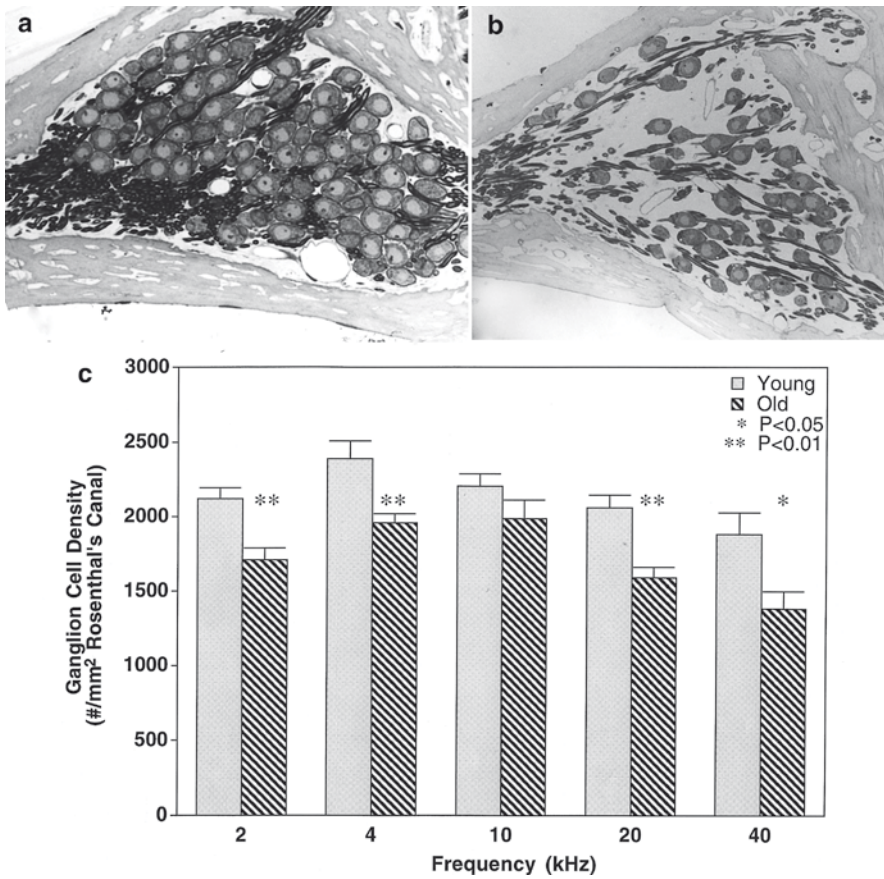 a
b
c
Young
Old
* P<0.05
** P<0.01
3000
2500
2000
1500
1000
500
0
** ** ** *
Ganglion Cell Density
(#/mm² Rosenthal's Canal)
2 4 10 20 40
Frequency (kHz)